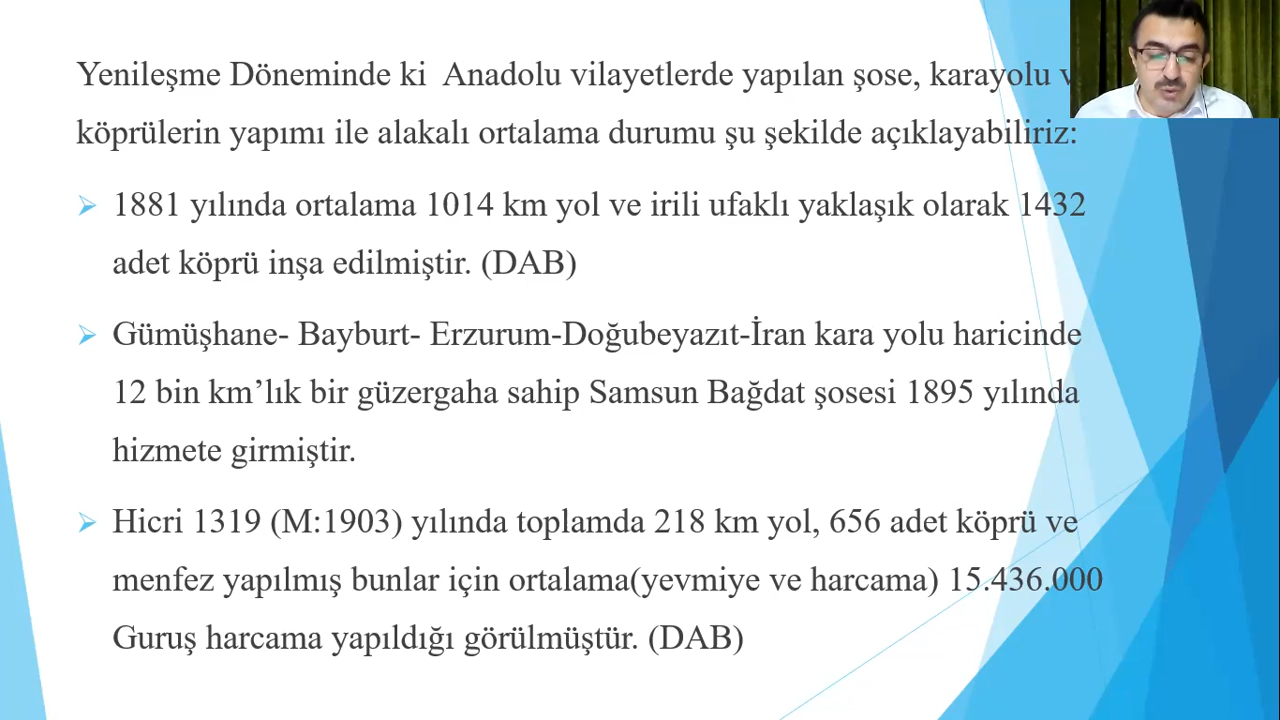 Yenileşme Döneminde ki Anadolu vilayetlerde yapılan şose, karayolu
köprülerin yapımı ile alakalı ortalama durumu şu şekilde açıklayabiliriz:
1881 yılında ortalama 1014 km yol ve irili ufaklı yaklaşık olarak 1432
adet köprü inşa edilmiştir. (DAB)
Gümüşhane- Bayburt- Erzurum-Doğubeyazıt-İran kara yolu haricinde
12 bin km’lık bir güzergaha sahip Samsun Bağdat şosesi 1895 yılında
hizmete girmiştir.
Hicri 1319 (M:1903) yılında toplamda 218 km yol, 656 adet köprü ve
menfez yapılmış bunlar için ortalama(yevmiye ve harcama) 15.436.000
Guruş harcama yapıldığı görülmüştür. (DAB)